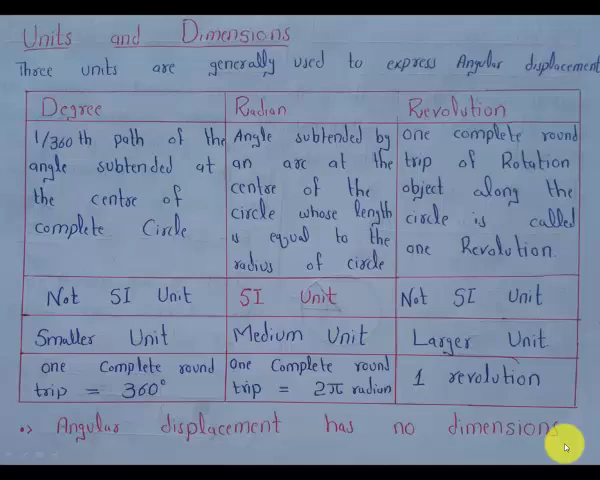 Units and Dimensions
Three units are generally used to express Angular displacement
Degree
1/360th path of the
angle subtended at
the centre of
complete Circle
Radian
Angle subtended by
an arc at the
centre of the
circle whose length
is equal to the
radius of circle
Revolution
one complete round
trip of Rotation
object along the
circle is called
one Revolution.
Not SI Unit
SI Unit
Not SI Unit
Smaller Unit
Medium Unit
Larger Unit
one Complete round
trip = 360°
One Complete round
trip = 2π radian
1 revolution
Angular displacement has no dimensions